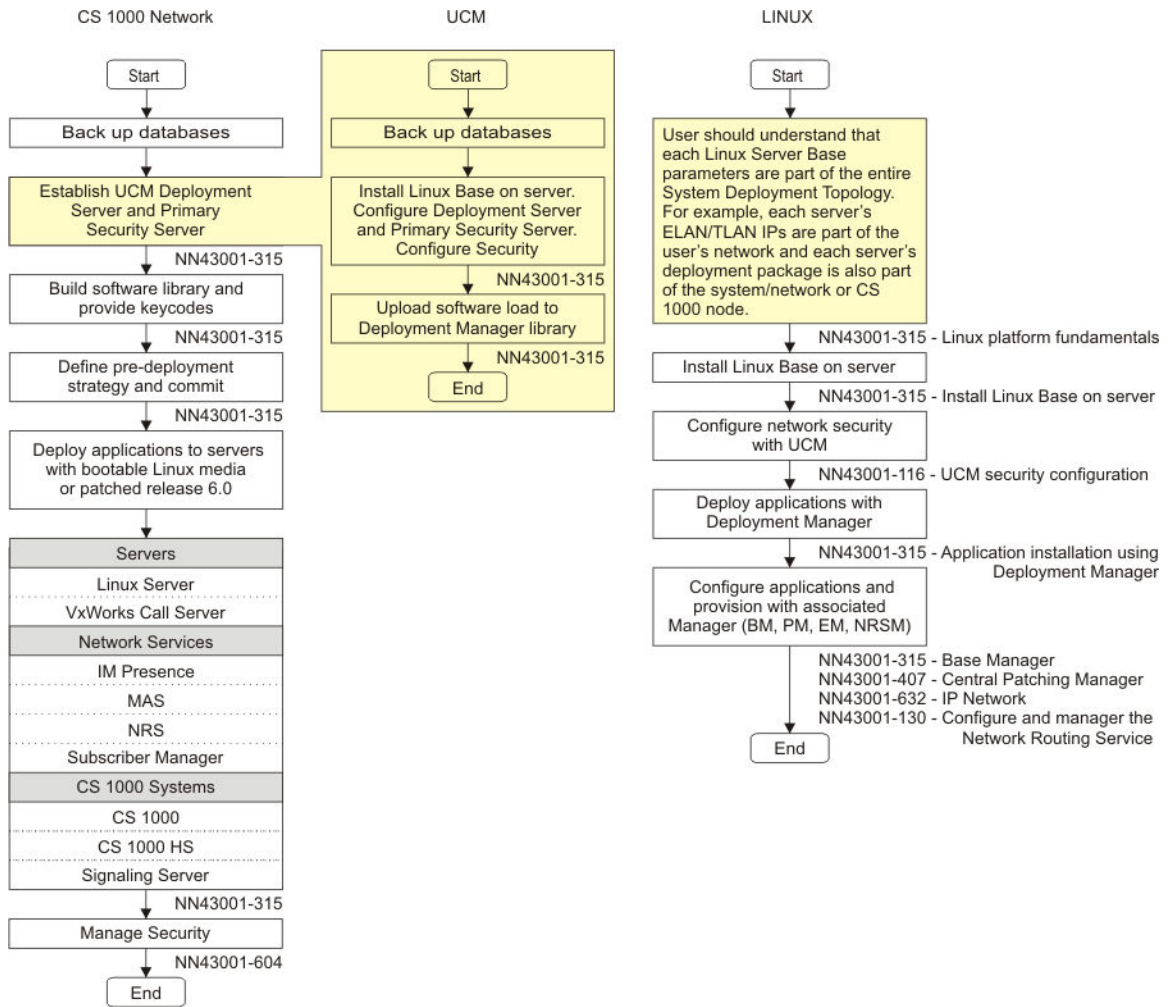 CS 1000 Network
Start
Back up databases
Establish UCM Deployment
Server and Primary
Security Server
NN43001-315
Build software library and
provide keycodes
NN43001-315
Define pre-deployment
strategy and commit
NN43001-315
Deploy applications to servers
with bootable Linux media
or patched release 6.0
Servers
Linux Server
VxWorks Call Server
Network Services
IM Presence
MAS
NRS
Subscriber Manager
CS 1000 Systems
CS 1000
CS 1000 HS
Signaling Server
NN43001-315
Manage Security
NN43001-604
End
UCM
Start
Back up databases
Install Linux Base on server.
Configure Deployment Server
and Primary Security Server.
Configure Security
NN43001-315
Upload software load to
Deployment Manager library
NN43001-315
End
LINUX
Start
User should understand that
each Linux Server Base
parameters are part of the entire
System Deployment Topology.
For example, each server's
ELAN/TLAN IPs are part of the
user's network and each server's
deployment package is also part
of the system/network or CS
1000 node.
NN43001-315 - Linux platform fundamentals
Install Linux Base on server
NN43001-315 - Install Linux Base on server
Configure network security
with UCM
NN43001-116 - UCM security configuration
Deploy applications with
Deployment Manager
NN43001-315 - Application installation using
Deployment Manager
Configure applications and
provision with associated
Manager (BM, PM, EM, NRSM)
NN43001-315 - Base Manager
NN43001-407 - Central Patching Manager
NN43001-632 - IP Network
NN43001-130 - Configure and manager the
Network Routing Service
End